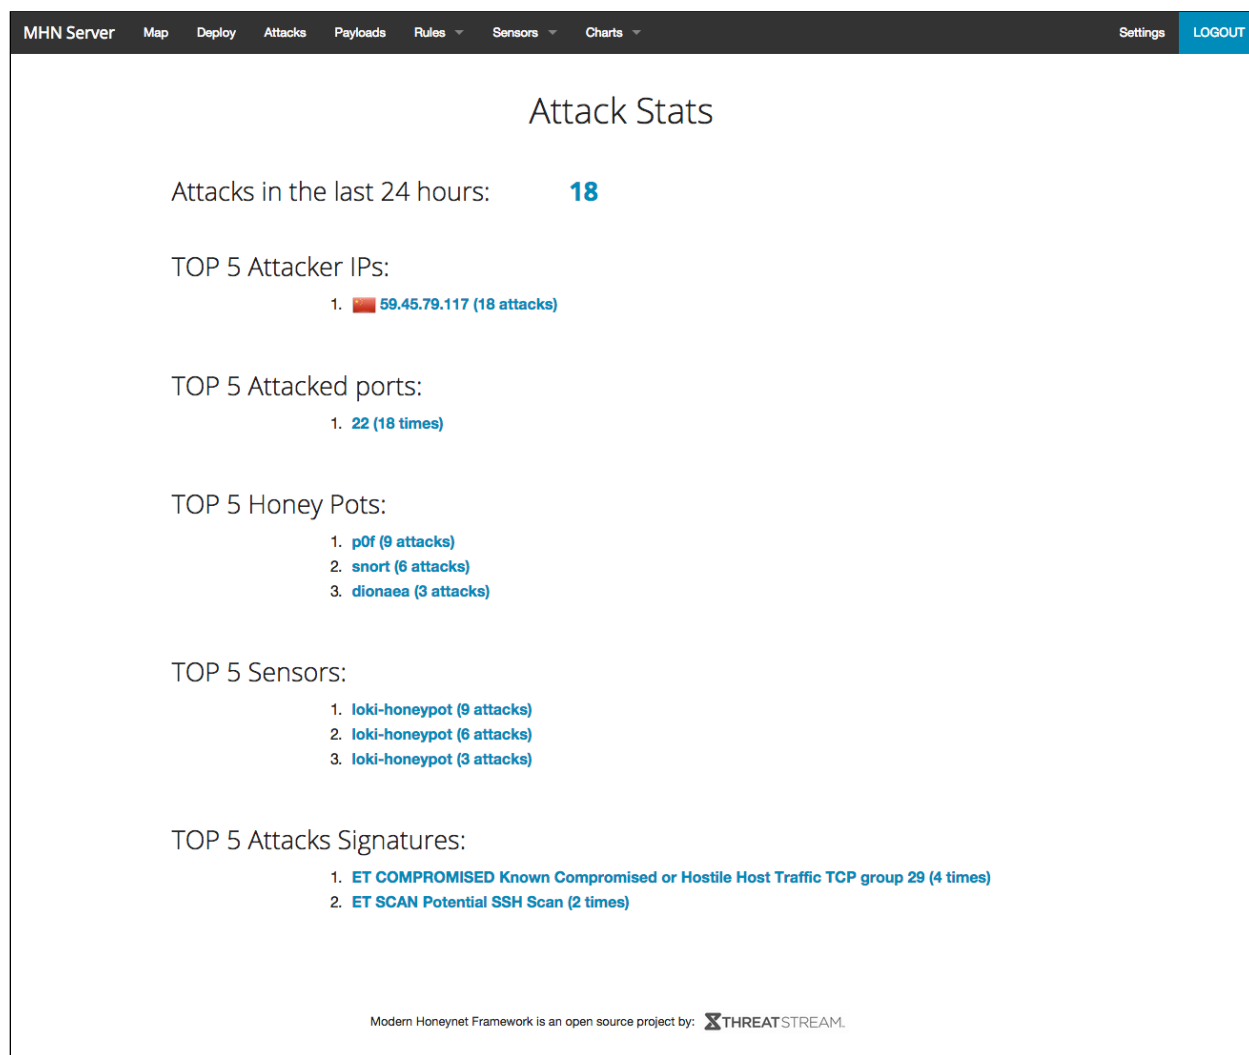 MHN Server Map Deploy Attacks Payloads Rules Sensors Charts Settings LOGOUT
Attack Stats
Attacks in the last 24 hours: 18
TOP 5 Attacker IPs:
1. 59.45.79.117 (18 attacks)
TOP 5 Attacked ports:
1. 22 (18 times)
TOP 5 Honey Pots:
1. p0f (9 attacks)
2. snort (6 attacks)
3. dionaea (3 attacks)
TOP 5 Sensors:
1. loki-honeypot (9 attacks)
2. loki-honeypot (6 attacks)
3. loki-honeypot (3 attacks)
TOP 5 Attacks Signatures:
1. ET COMPROMISED Known Compromised or Hostile Host Traffic TCP group 29 (4 times)
2. ET SCAN Potential SSH Scan (2 times)
Modern Honeynet Framework is an open source project by: THREATSTREAM.